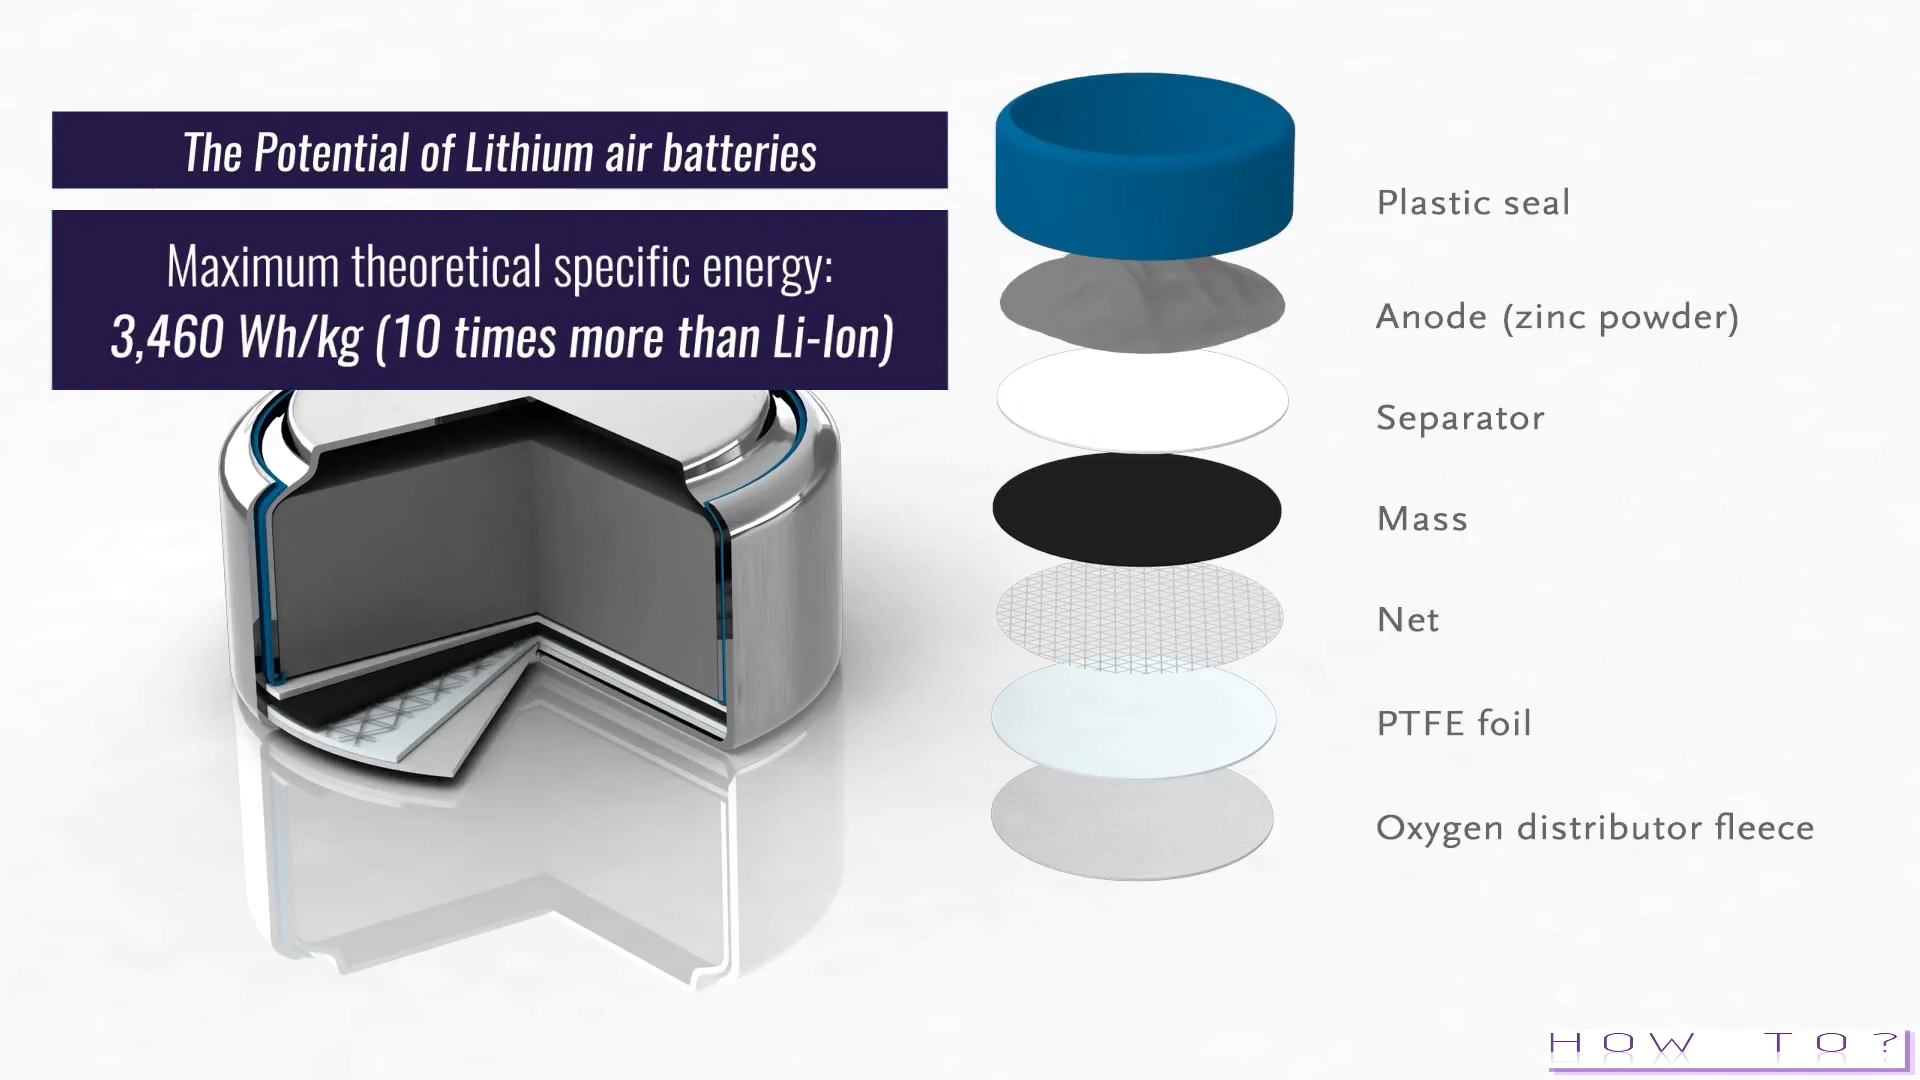 The Potential of Lithium air batteries
Maximum theoretical specific energy:
3,460 Wh/kg (10 times more than Li-Ion)
Plastic seal
Anode (zinc powder)
Separator
Mass
Net
PTFE foil
Oxygen distributor fleece
HOW TO?